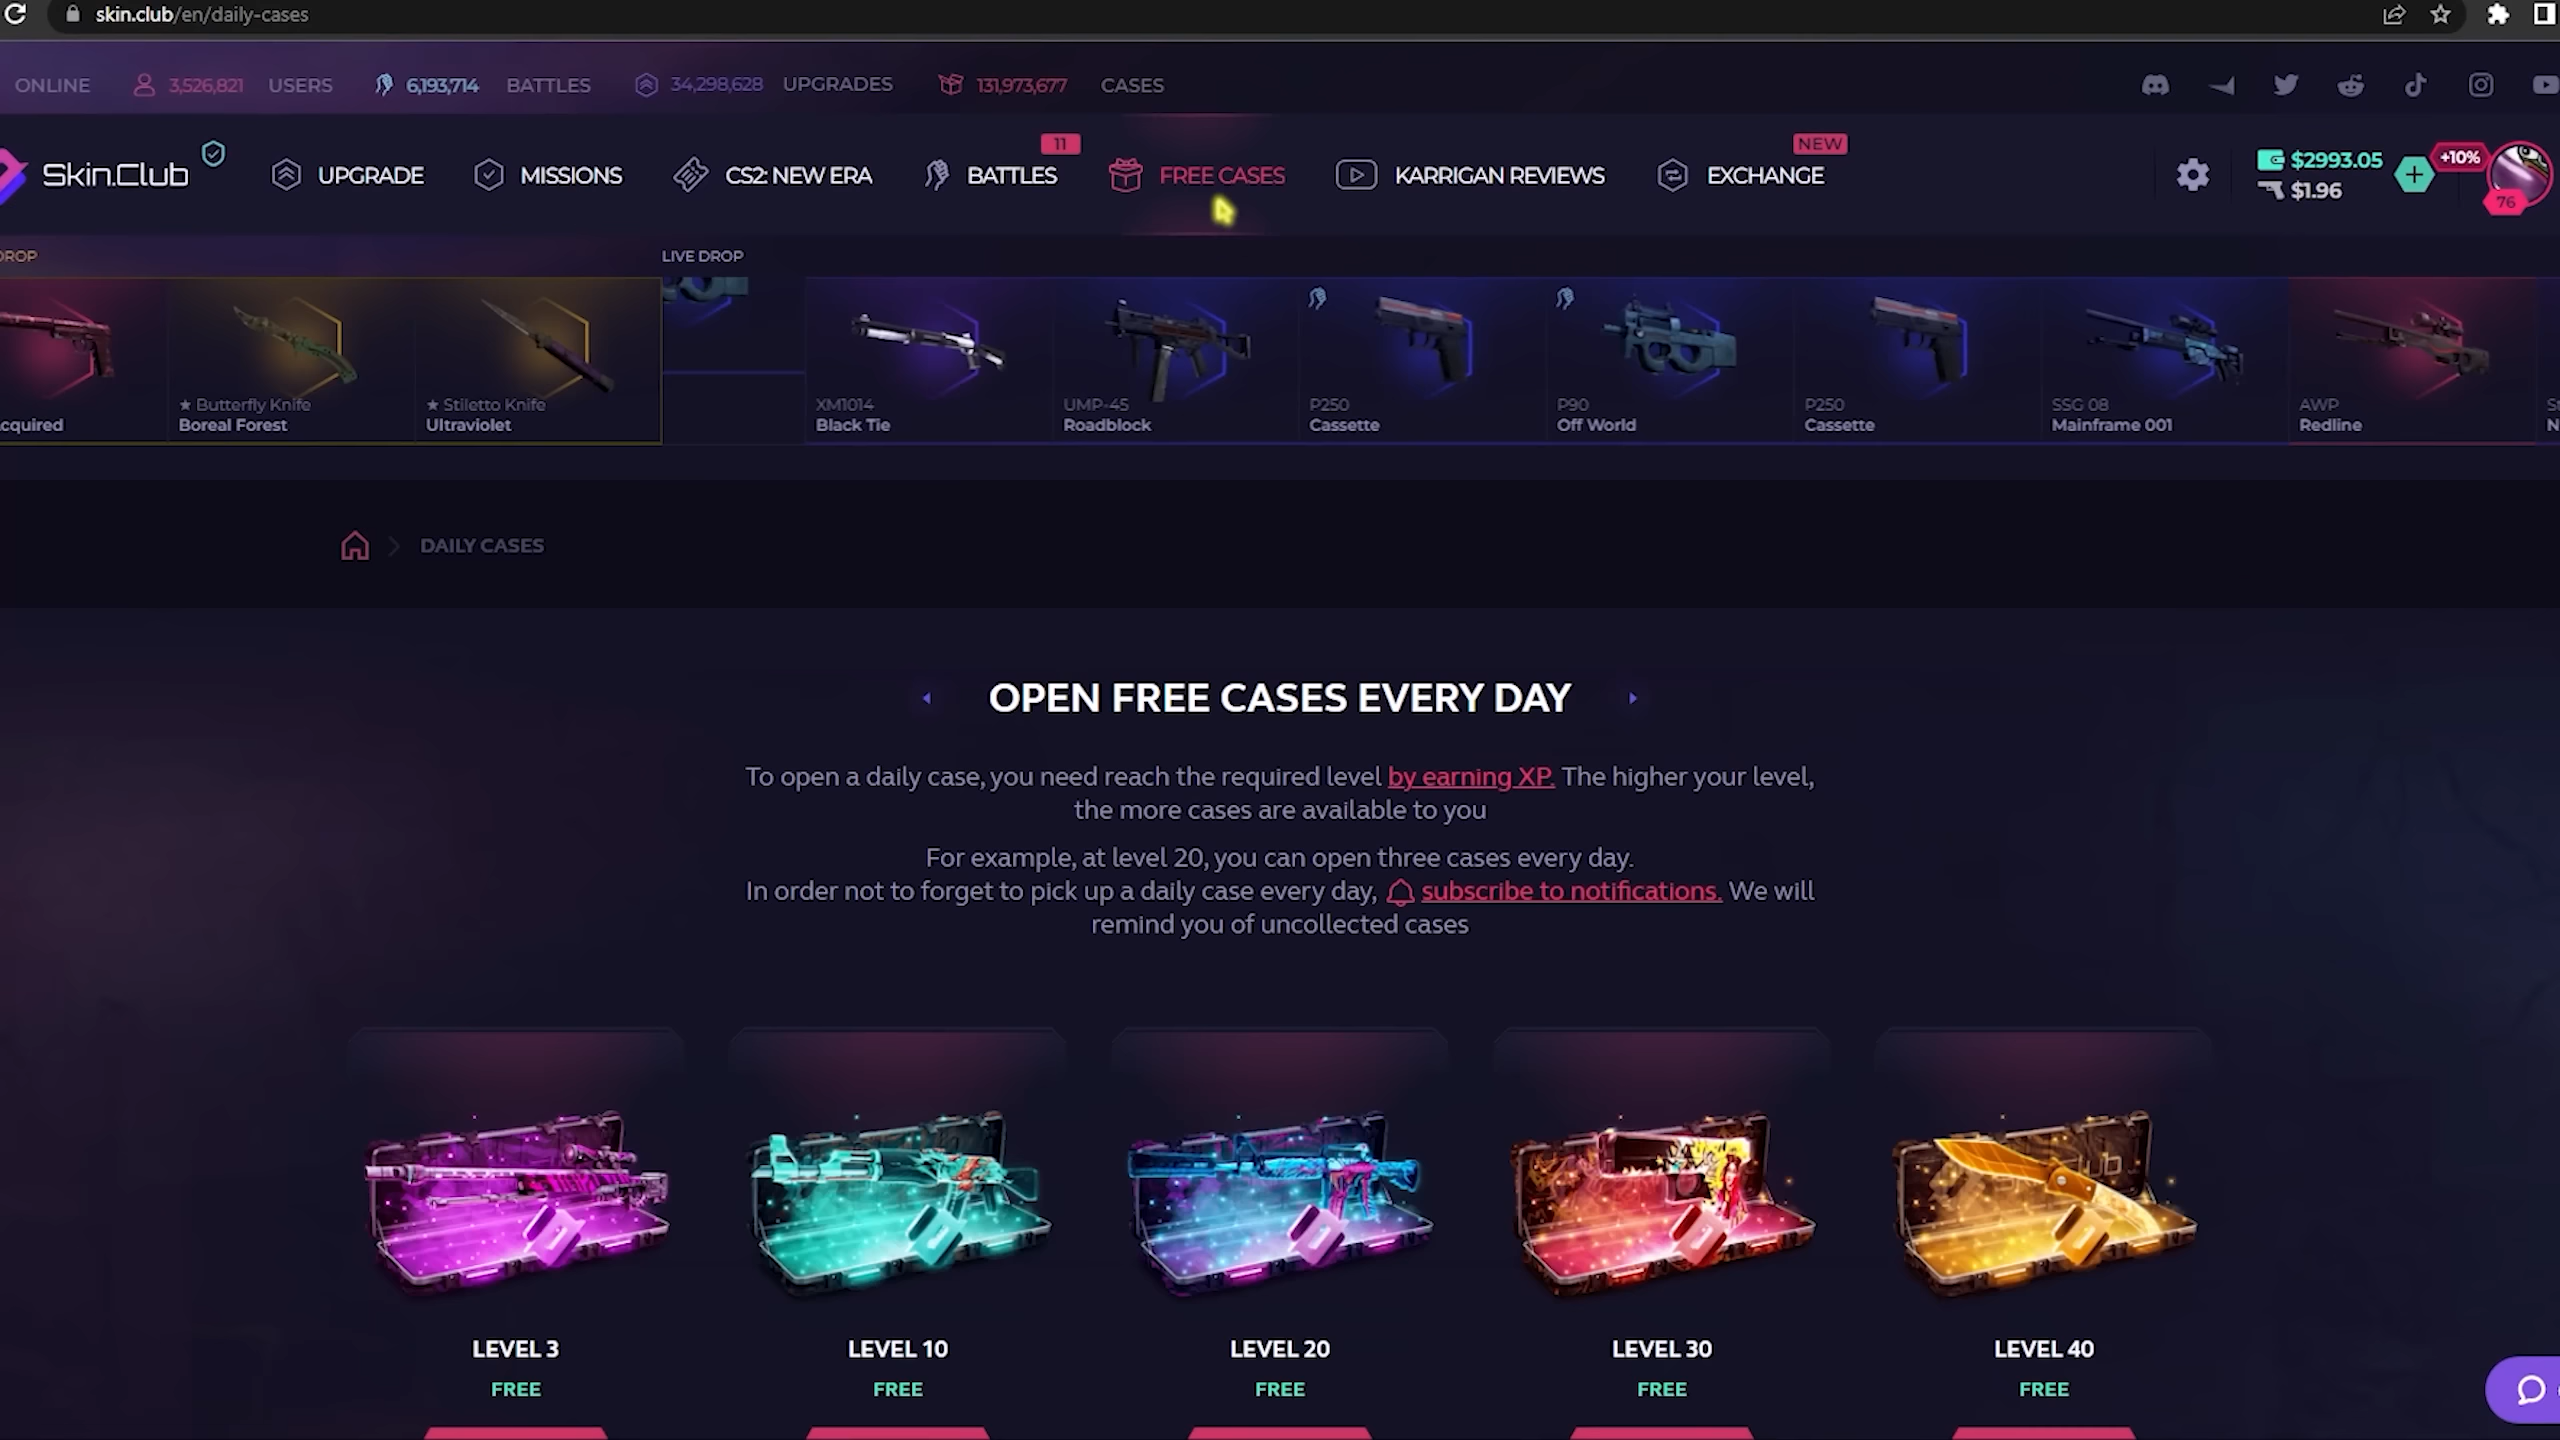 skin.club/en/daily-cases
ONLINE 3,526,821 USERS 6,193,714 BATTLES 34,298,628 UPGRADES 131,973,677 CASES
Skin.Club UPGRADE MISSIONS CS2: NEW ERA BATTLES 11 FREE CASES KARRIGAN REVIEWS EXCHANGE NEW
$2993.05 +10%
$1.96 76
DROP LIVE DROP
★ Butterfly Knife ★ Stiletto Knife XM1014 UMP-45 P250 P90 P250 SSG 08 AWP St
cquired Boreal Forest Ultraviolet Black Tie Roadblock Cassette Off World Cassette Mainframe 001 Redline N
DAILY CASES
OPEN FREE CASES EVERY DAY
To open a daily case, you need reach the required level by earning XP. The higher your level,
the more cases are available to you
For example, at level 20, you can open three cases every day.
In order not to forget to pick up a daily case every day, subscribe to notifications. We will
remind you of uncollected cases
LEVEL 3 LEVEL 10 LEVEL 20 LEVEL 30 LEVEL 40
FREE FREE FREE FREE FREE